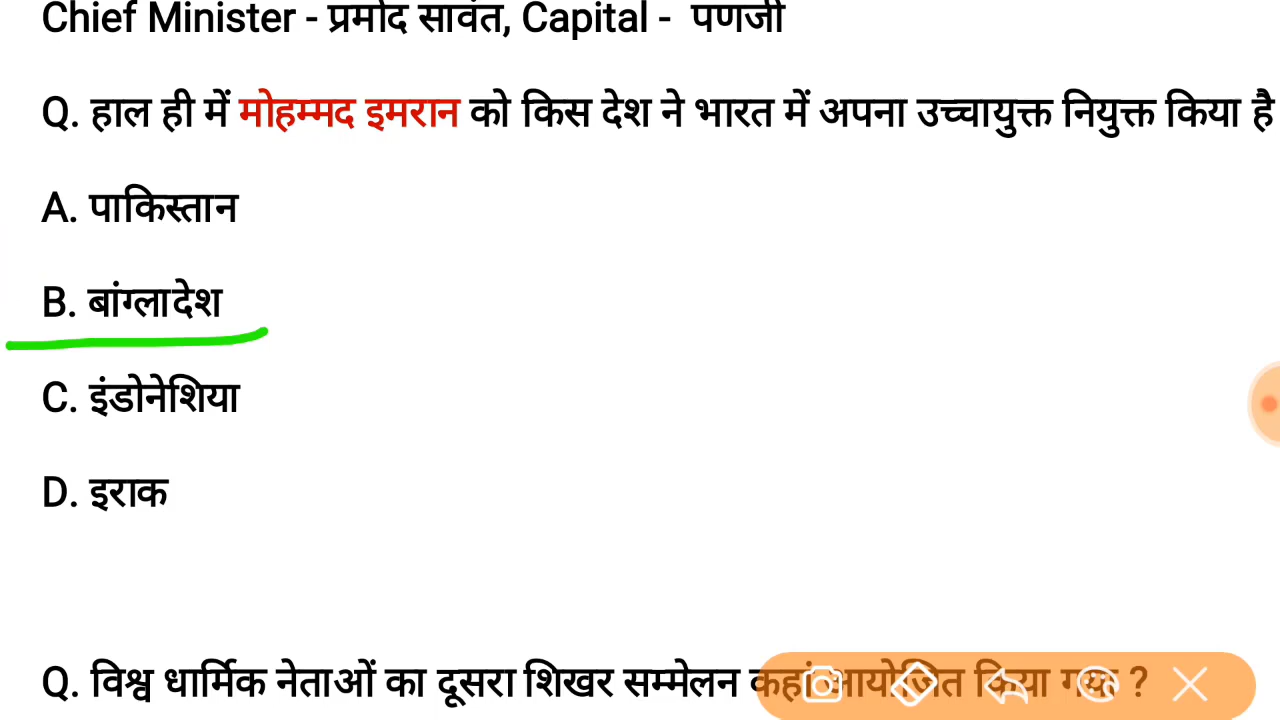 Chief Minister - प्रमोद सावंत, Capital - पणजी
Q. हाल ही में मोहम्मद इमरान को किस देश ने भारत में अपना उच्चायुक्त नियुक्त किया है
A. पाकिस्तान
B. बांग्लादेश
C. इंडोनेशिया
D. इराक
Q. विश्व धार्मिक नेताओं का दूसरा शिखर सम्मेलन कहां आयोजित किया गया ?